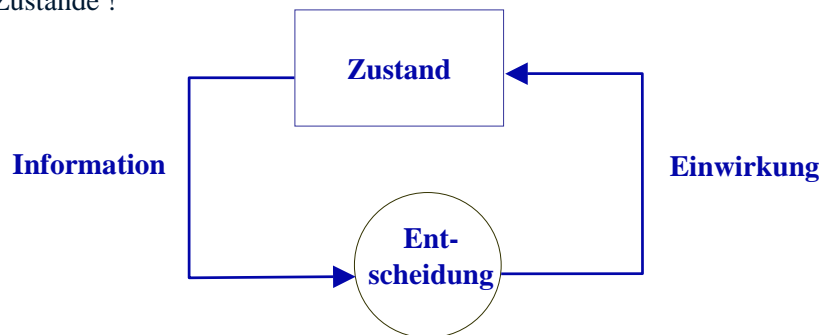 Zustände !
Zustand
Information
Einwirkung
Ent-
scheidung